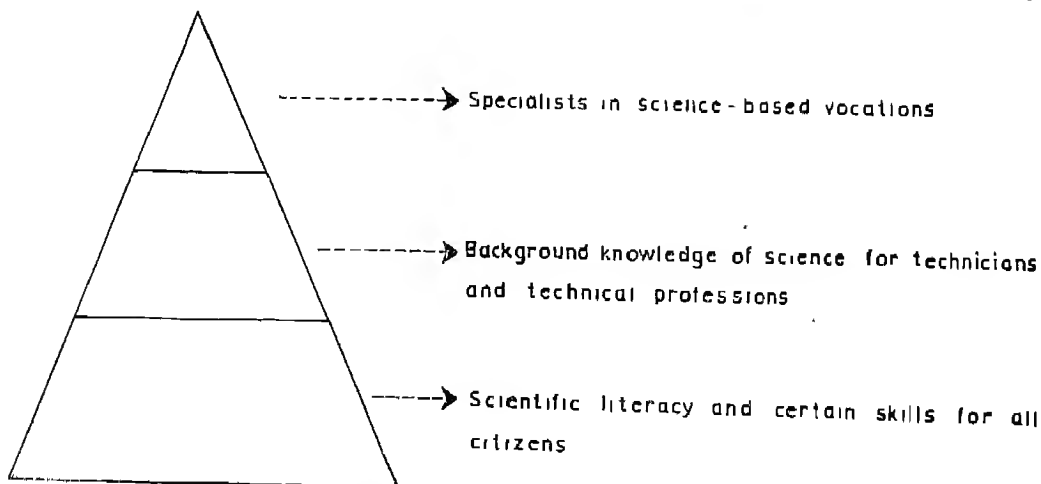 Specialists in science-based vocations
Background knowledge of science for technicians
and technical professions
Scientific literacy and certain skills for all
citizens